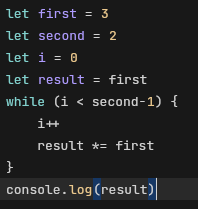 let first = 3
let second = 2
let i = 0
let result = first
while (i < second-1) {
    i++
    result *= first
}
console.log(result)